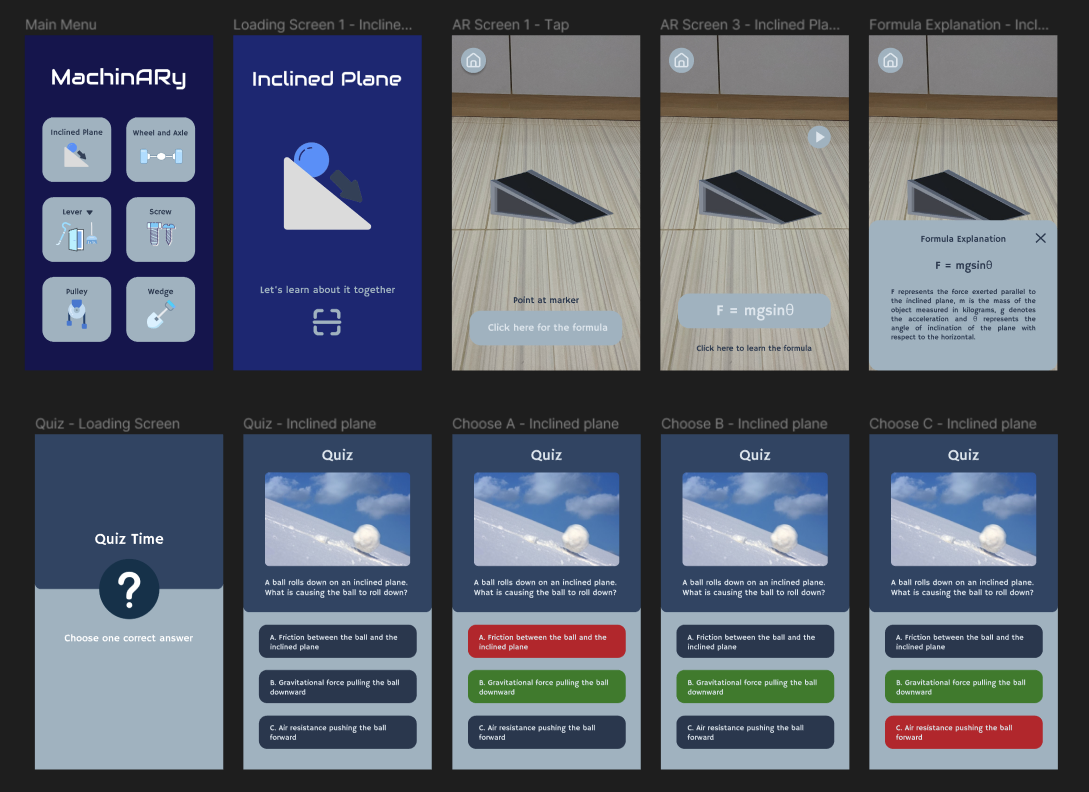 Main Menu
Loading Screen 1 - Incline...
AR Screen 1 - Tap
AR Screen 3 - Inclined Pla...
Formula Explanation - Incl...
MachinARy
Inclined Plane
Wheel and Axle
Lever
Screw
Pulley
Wedge
Inclined Plane
Let's learn about it together
Point at marker
Click here for the formula
F = mgsinθ
Click here to learn the formula
Formula Explanation
F = mgsinθ
F represents the force exerted parallel to
the inclined plane, m is the mass of the
object measured in kilograms, g denotes
the acceleration and θ represents the
angle of inclination of the plane with
respect to the horizontal.
Quiz - Loading Screen
Quiz - Inclined plane
Choose A - Inclined plane
Choose B - Inclined plane
Choose C - Inclined plane
Quiz Time
?
Choose one correct answer
Quiz
A ball rolls down on an inclined plane.
What is causing the ball to roll down?
A. Friction between the ball and the
inclined plane
B. Gravitational force pulling the ball
downward
C. Air resistance pushing the ball
forward
Quiz
A ball rolls down on an inclined plane.
What is causing the ball to roll down?
A. Friction between the ball and the
inclined plane
B. Gravitational force pulling the ball
downward
C. Air resistance pushing the ball
forward
Quiz
A ball rolls down on an inclined plane.
What is causing the ball to roll down?
A. Friction between the ball and the
inclined plane
B. Gravitational force pulling the ball
downward
C. Air resistance pushing the ball
forward
Quiz
A ball rolls down on an inclined plane.
What is causing the ball to roll down?
A. Friction between the ball and the
inclined plane
B. Gravitational force pulling the ball
downward
C. Air resistance pushing the ball
forward